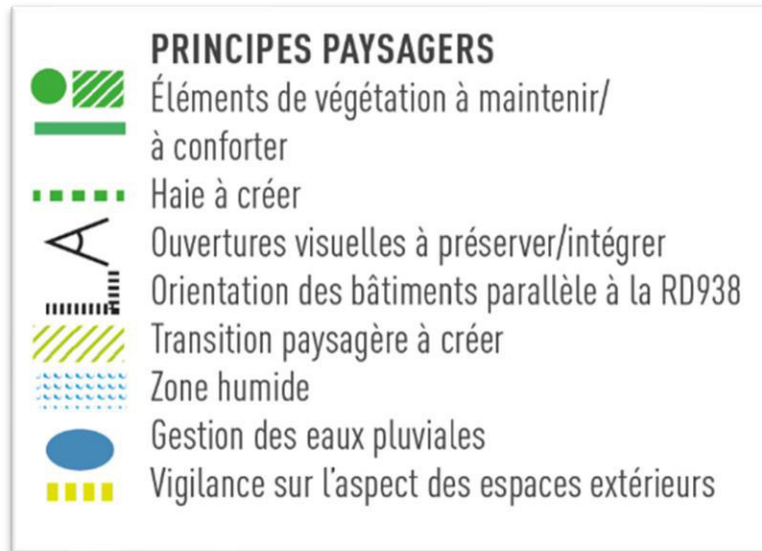 PRINCIPES PAYSAGERS
Éléments de végétation à maintenir/
à conforter
Haie à créer
Ouvertures visuelles à préserver/intégrer
Orientation des bâtiments parallèle à la RD938
Transition paysagère à créer
Zone humide
Gestion des eaux pluviales
Vigilance sur l'aspect des espaces extérieurs